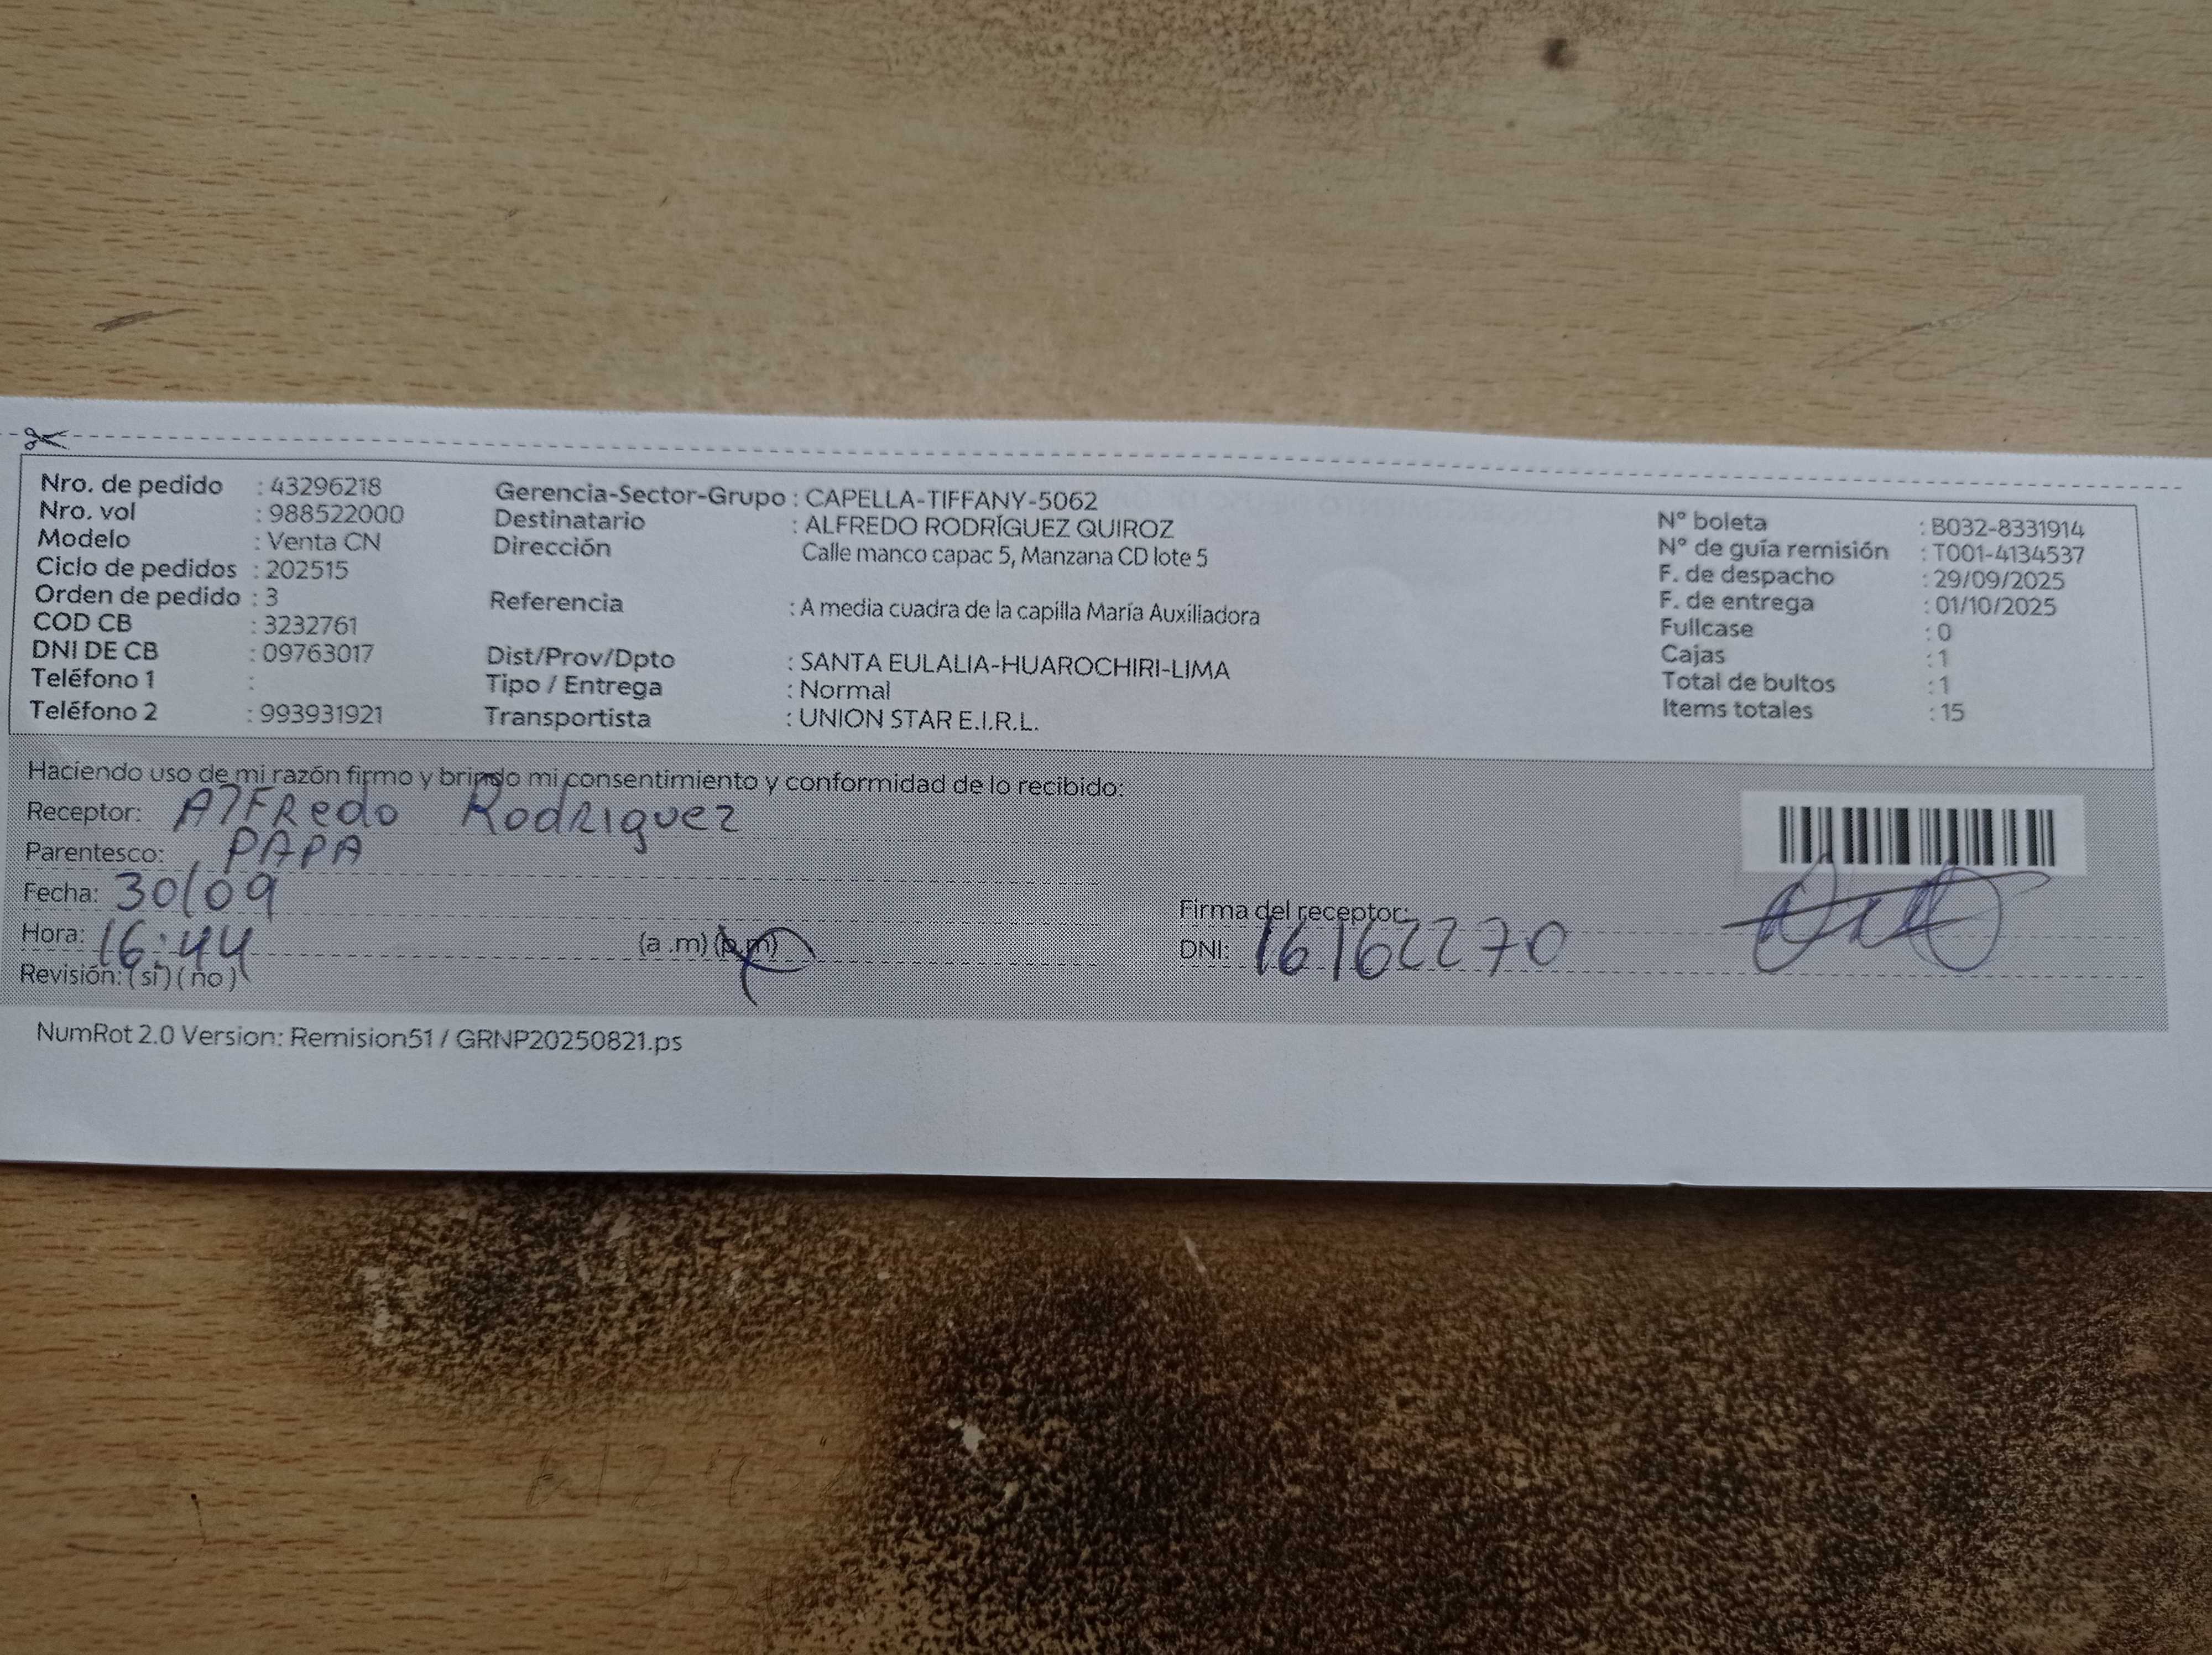 Nro. de pedido : 43296218
Nro. vol : 988522000
Modelo : Venta CN
Ciclo de pedidos : 202515
Orden de pedido : 3
COD CB : 3232761
DNI DE CB : 09763017
Teléfono 1 :
Teléfono 2 : 993931921
Gerencia-Sector-Grupo : CAPELLA-TIFFANY-5062
Destinatario : ALFREDO RODRÍGUEZ QUIROZ
Dirección Calle manco capac 5, Manzana CD lote 5
Referencia : A media cuadra de la capilla María Auxiliadora
Dist/Prov/Dpto : SANTA EULALIA-HUAROCHIRI-LIMA
Tipo / Entrega : Normal
Transportista : UNION STAR E.I.R.L.
N° boleta : B032-8331914
N° de guía remisión : T001-4134537
F. de despacho : 29/09/2025
F. de entrega : 01/10/2025
Fullcase : 0
Cajas : 1
Total de bultos : 1
Items totales : 15
Haciendo uso de mi razón firmo y brindo mi consentimiento y conformidad de lo recibido:
Receptor: AlFRedo RodRIguez
Parentesco: PAPA
Fecha: 30/09
Hora: 16:44 (a .m) (p.m)
Revisión: (si) (no)
Firma del receptor:
DNI: 16162270
NumRot 2.0 Version: Remision51 / GRNP20250821.ps